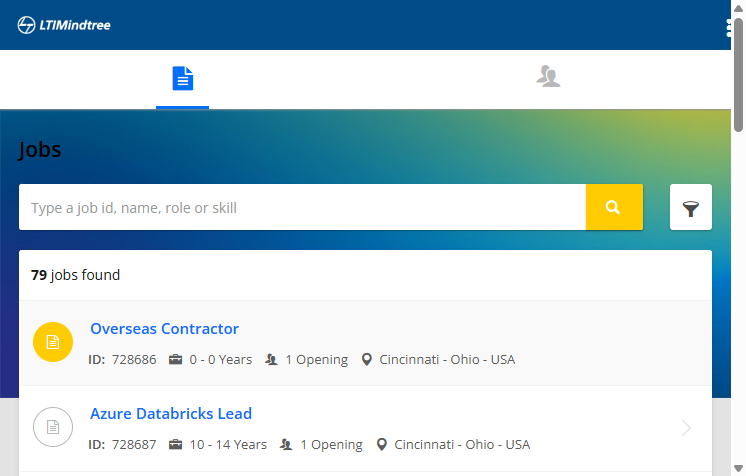 LTIMindtree
Jobs
Type a job id, name, role or skill
79 jobs found
Overseas Contractor
ID: 728686 0 - 0 Years 1 Opening Cincinnati - Ohio - USA
Azure Databricks Lead
ID: 728687 10 - 14 Years 1 Opening Cincinnati - Ohio - USA